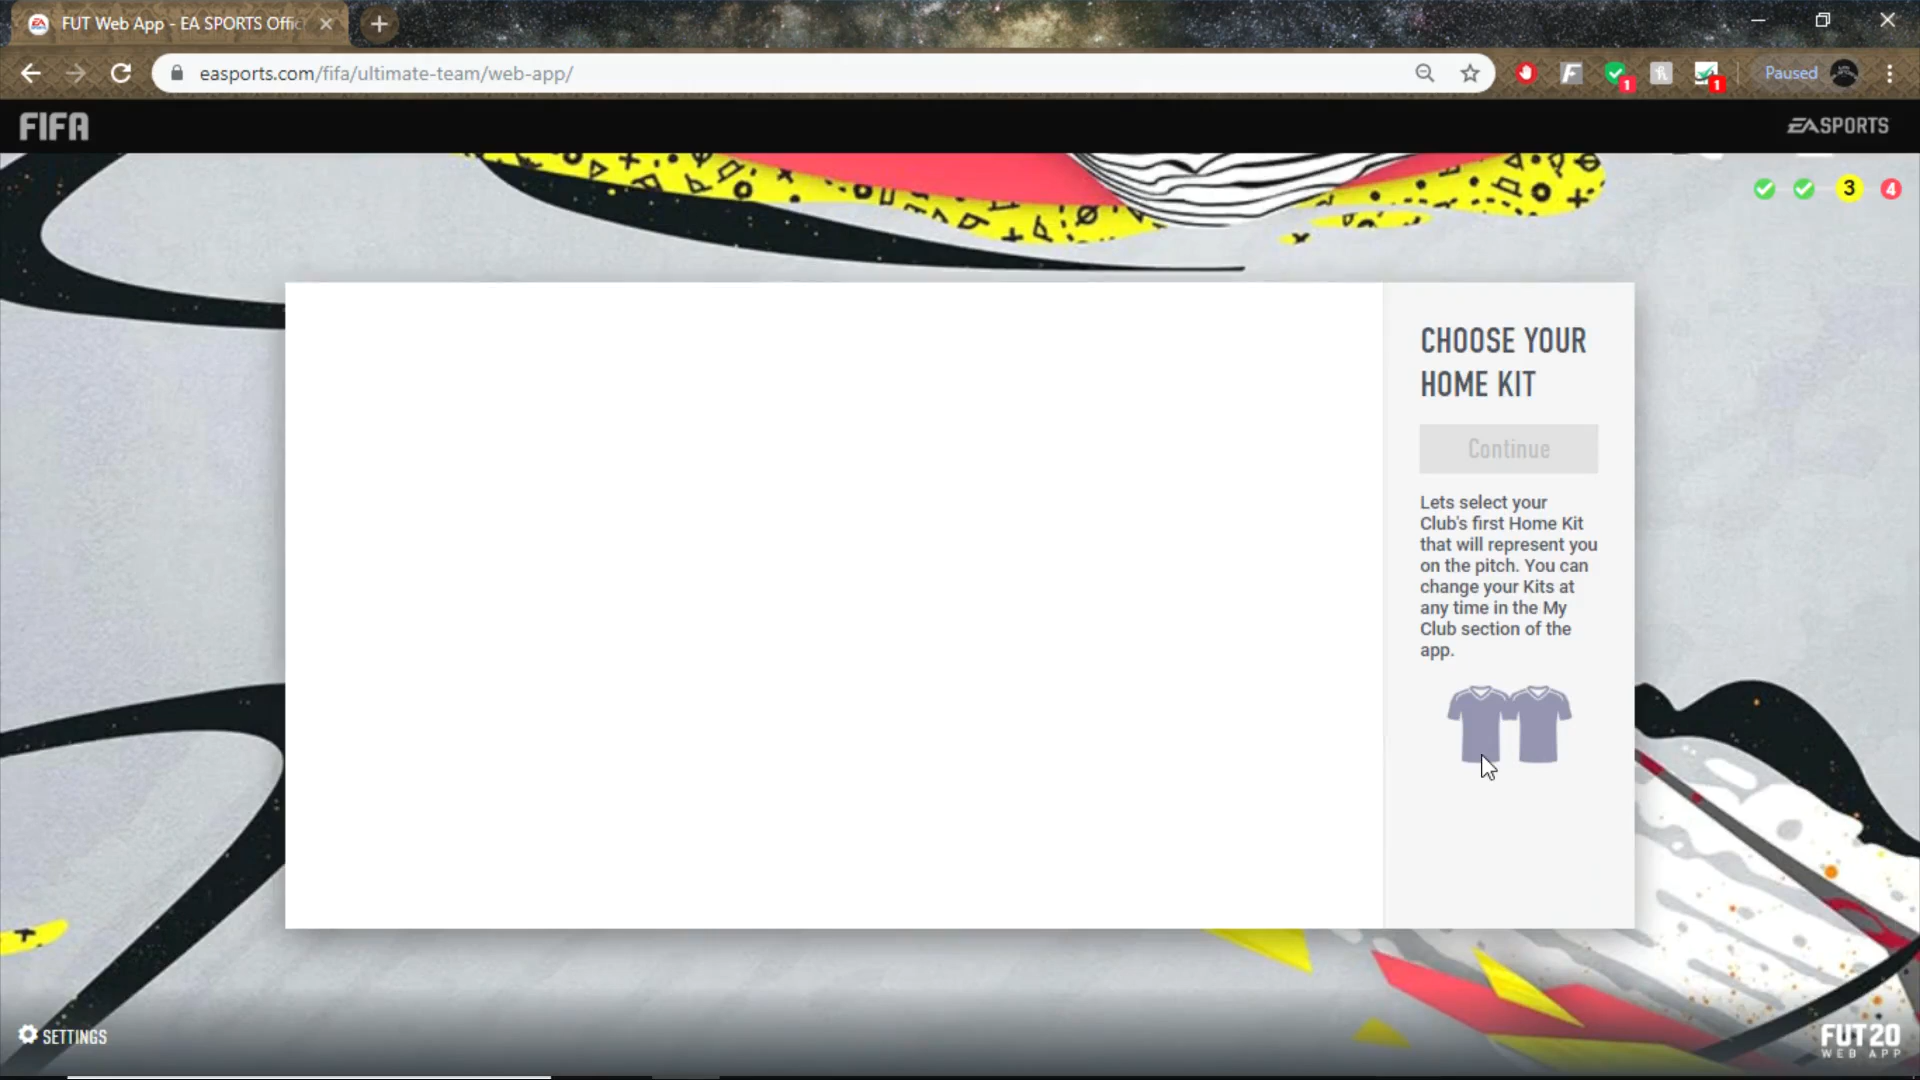 FUT Web App - EA SPORTS Offic
easports.com/fifa/ultimate-team/web-app/
1
1
Paused
FIFA
EA SPORTS
3
4
CHOOSE YOUR
HOME KIT
Continue
Lets select your
Club's first Home Kit
that will represent you
on the pitch. You can
change your Kits at
any time in the My
Club section of the
app.
SETTINGS
FUT20
WEB APP